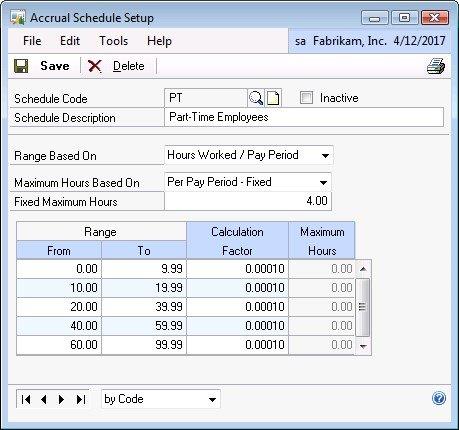 Accrual Schedule Setup
File Edit Tools Help sa Fabrikam, Inc. 4/12/2017
Save Delete
Schedule Code PT Inactive
Schedule Description Part-Time Employees
Range Based On Hours Worked / Pay Period
Maximum Hours Based On Per Pay Period - Fixed
Fixed Maximum Hours 4.00
Range Calculation Maximum
From To Factor Hours
0.00 9.99 0.00010 0.00
10.00 19.99 0.00010 0.00
20.00 39.99 0.00010 0.00
40.00 59.99 0.00010 0.00
60.00 99.99 0.00010 0.00
by Code